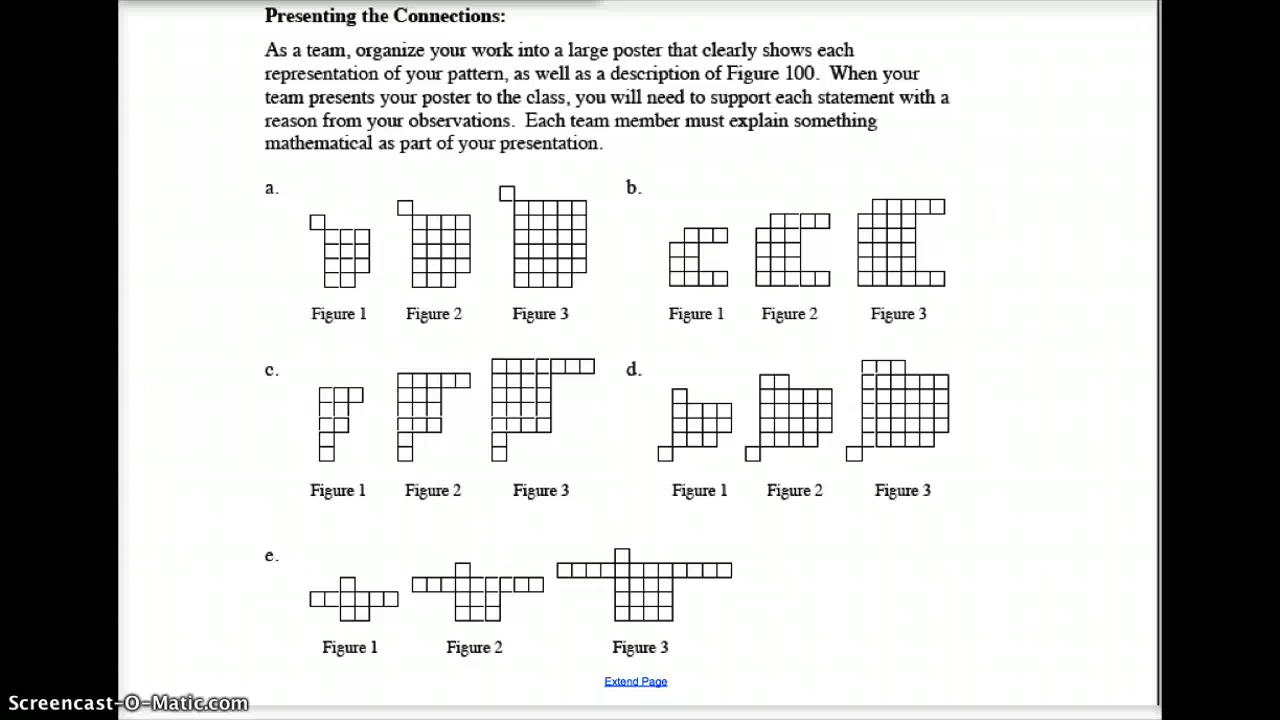 Presenting the Connections:
As a team, organize your work into a large poster that clearly shows each
representation of your pattern, as well as a description of Figure 100. When your
team presents your poster to the class, you will need to support each statement with a
reason from your observations. Each team member must explain something
mathematical as part of your presentation.
a.
b.
Figure 1
Figure 2
Figure 3
Figure 1
Figure 2
Figure 3
c.
d.
Figure 1
Figure 2
Figure 3
Figure 1
Figure 2
Figure 3
e.
Figure 1
Figure 2
Figure 3
Extend Page
Screencast-O-Matic.com